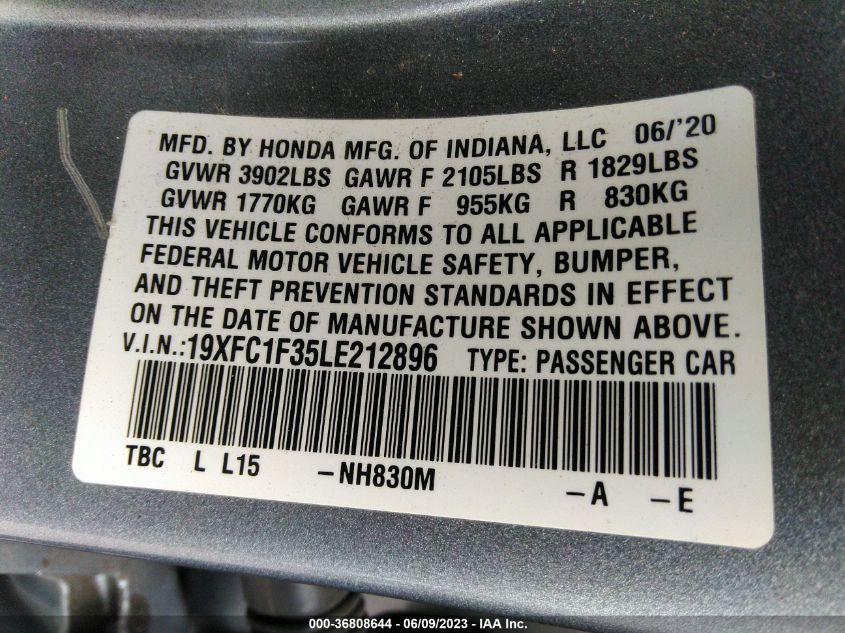 MFD. BY HONDA MFG. OF INDIANA, LLC 06/'20
GVWR 3902LBS GAWR F 2105LBS R 1829LBS
GVWR 1770KG GAWR F 955KG R 830KG
THIS VEHICLE CONFORMS TO ALL APPLICABLE
FEDERAL MOTOR VEHICLE SAFETY, BUMPER,
AND THEFT PREVENTION STANDARDS IN EFFECT
ON THE DATE OF MANUFACTURE SHOWN ABOVE.
V.I.N.:19XFC1F35LE212896 TYPE: PASSENGER CAR
TBC L L15 -NH830M -A -E
000-36808644 - 06/09/2023 - IAA Inc.